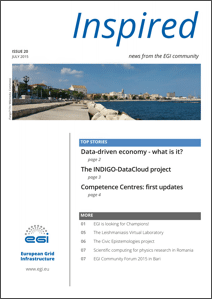 Inspired
ISSUE 20
JULY 2015
news from the EGI community
TOP STORIES
Data-driven economy - what is it?
page 2
The INDIGO-DataCloud project
page 3
Competence Centres: first updates
page 4
MORE
01 EGI is looking for Champions!
05 The Leishmaniasis Virtual Laboratory
06 The Civic Epistemologies project
07 Scientific computing for physics research in Romania
07 EGI Community Forum 2015 in Bari
EGI
European Grid
Infrastructure
www.egi.eu